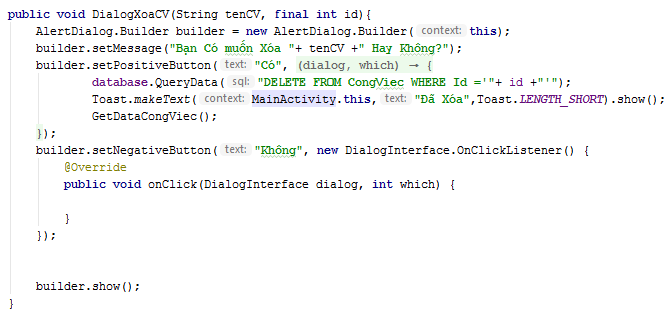 public void DialogXoaCV(String tenCV, final int id){
AlertDialog.Builder builder = new AlertDialog.Builder( context: this);
builder.setMessage("Bạn Có muốn Xóa "+ tenCV +" Hay Không?");
builder.setPositiveButton( text: "Có", (dialog, which) → {
database.QueryData( sql: "DELETE FROM CongViec WHERE Id ='"+ id +"'");
Toast.makeText( context: MainActivity.this, text: "Đã Xóa",Toast.LENGTH_SHORT).show();
GetDataCongViec();
});
builder.setNegativeButton( text: "Không", new DialogInterface.OnClickListener() {
@Override
public void onClick(DialogInterface dialog, int which) {
}
});
builder.show();
}